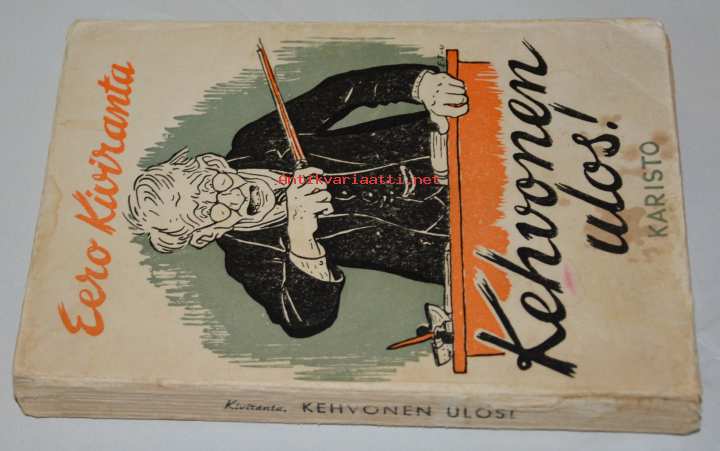 Eero Kiviranta
Kehvonen
ulos!
KARISTO
Kiviranta. KEHVONEN ULOS!
antikvariaatti.net